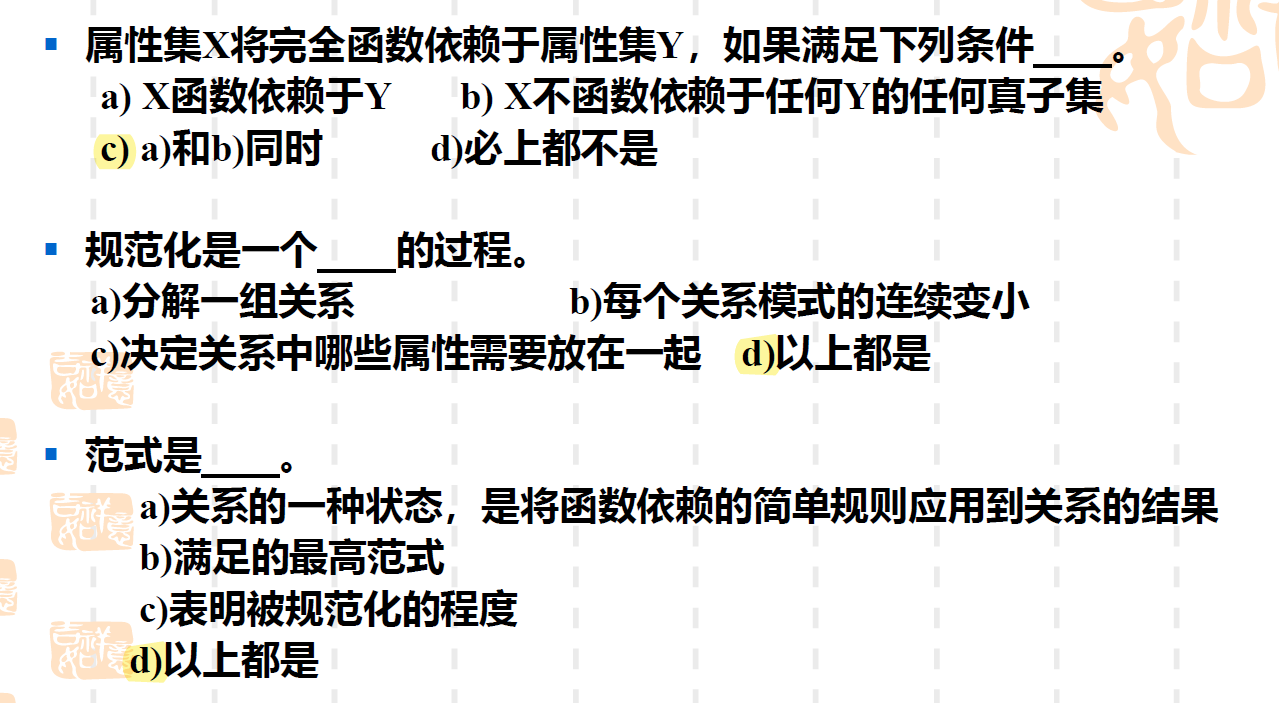 属性集X将完全函数依赖于属性集Y，如果满足下列条件____。
a) X函数依赖于Y b) X不函数依赖于任何Y的任何真子集
c) a)和b)同时 d)必上都不是
规范化是一个____的过程。
a)分解一组关系 b)每个关系模式的连续变小
c)决定关系中哪些属性需要放在一起 d)以上都是
范式是____。
a)关系的一种状态，是将函数依赖的简单规则应用到关系的结果
b)满足的最高范式
c)表明被规范化的程度
d)以上都是